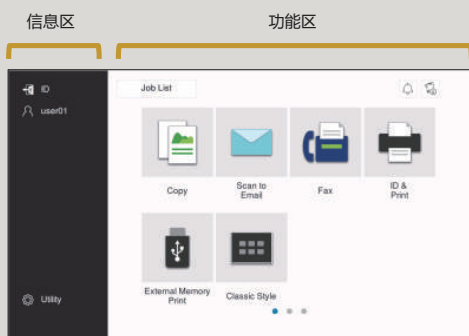 信息区 功能区
ID
Job List
user01
Copy
Scan to
Email
Fax
ID &
Print
External Memory
Print
Classic Style
Utility